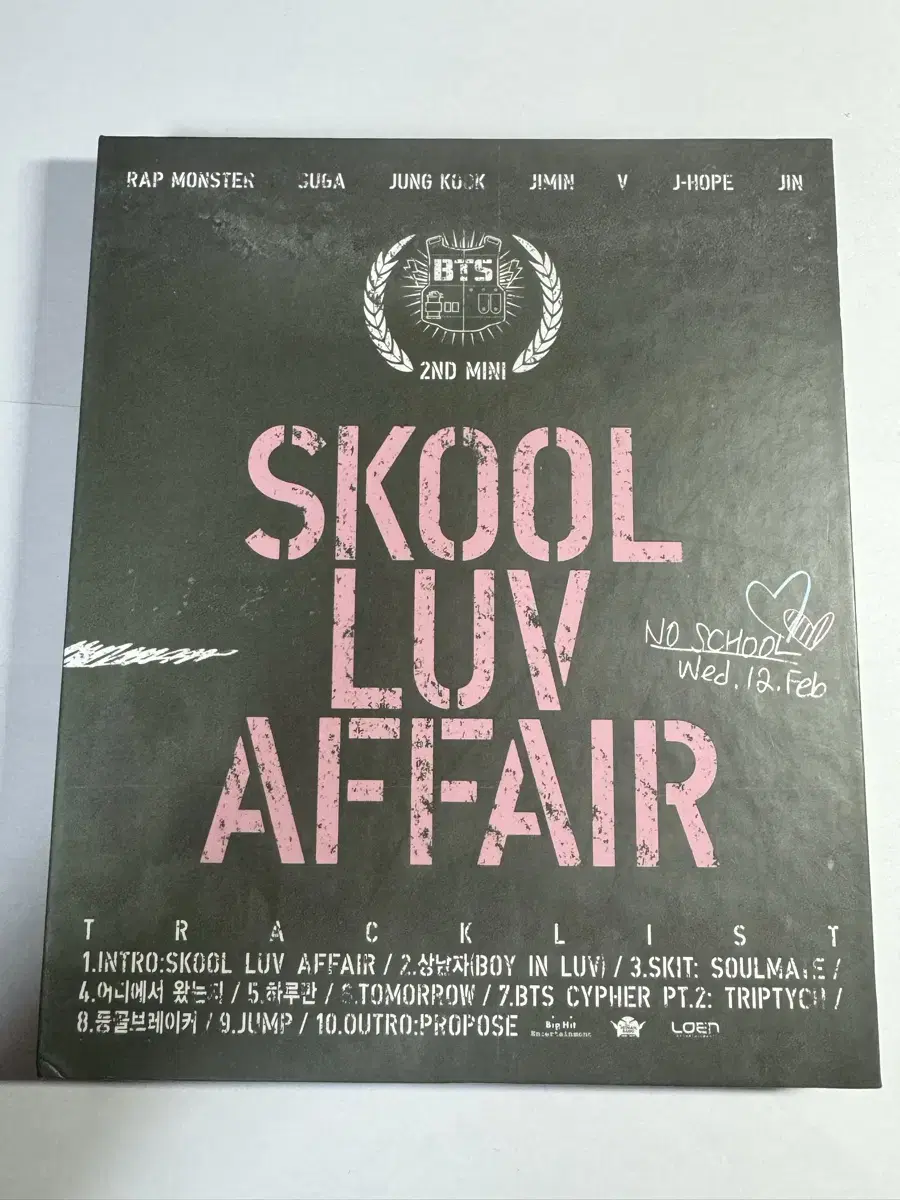 RAP MONSTER SUGA JUNG KOOK JIMIN V J-HOPE JIN
BTS
2ND MINI
SKOOL
LUV
AFFAIR
NO SCHOOL
Wed. 12. Feb
TRACKLIST
1.INTRO:SKOOL LUV AFFAIR / 2.상남자(BOY IN LUV) / 3.SKIT: SOULMATE /
4.어디에서 왔는지 / 5.하루만 / 6.TOMORROW / 7.BTS CYPHER PT.2: TRIPTYCH /
8.등골브레이커 / 9.JUMP / 10.OUTRO:PROPOSE Big Hit Entertainment LOEN